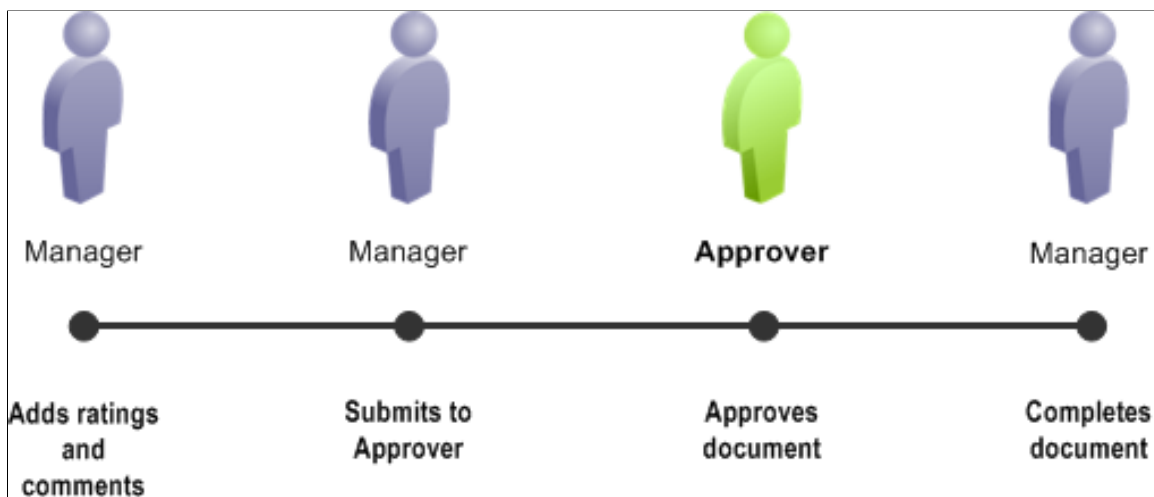 Manager
Manager
Approver
Manager
Adds ratings
and
comments
Submits to
Approver
Approves
document
Completes
document